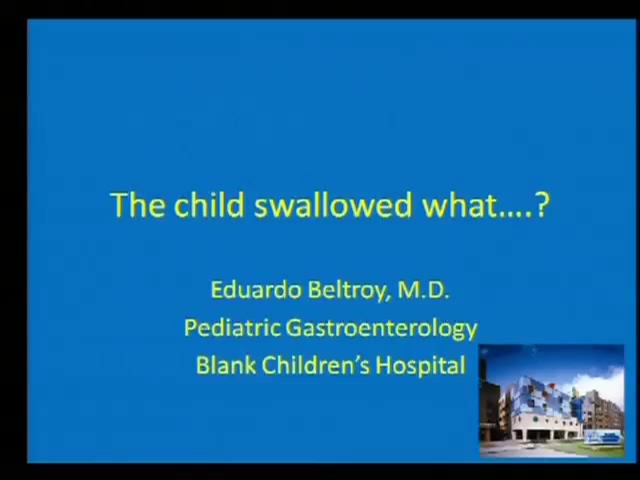 The child swallowed what….?
Eduardo Beltroy, M.D.
Pediatric Gastroenterology
Blank Children's Hospital